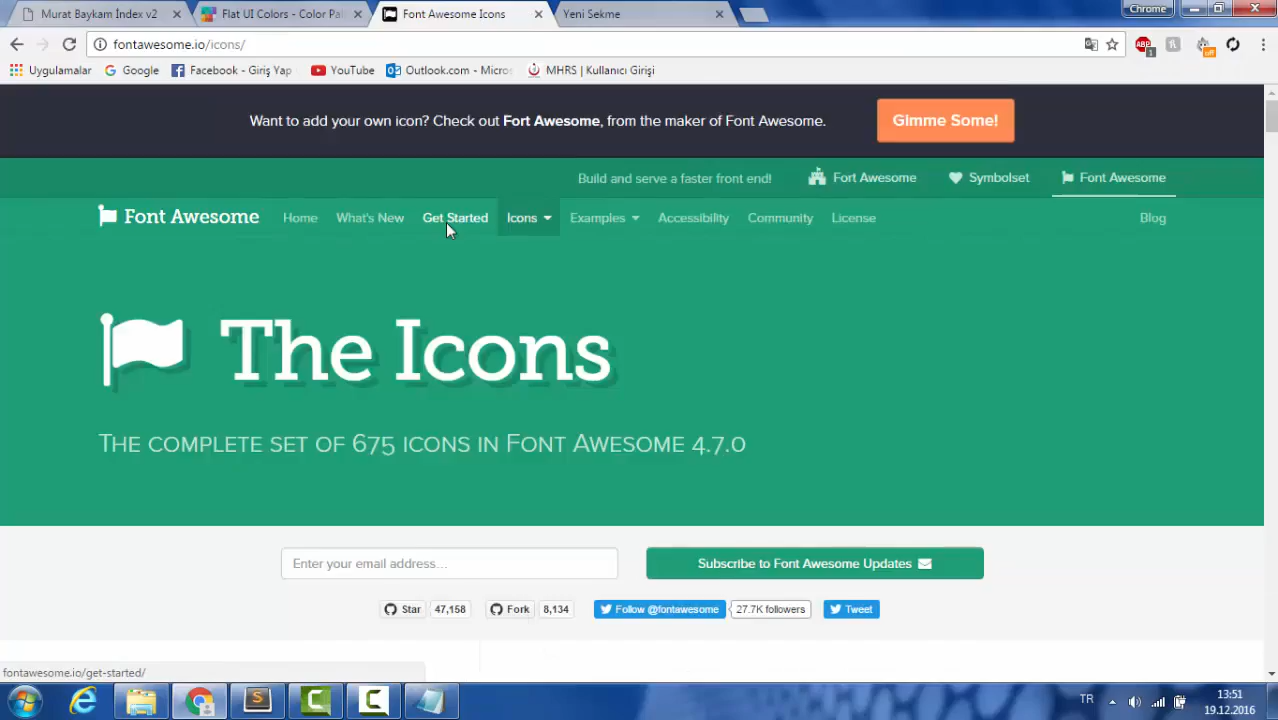 Murat Baykam İndex v2
Flat UI Colors - Color Pal
Font Awesome Icons
Yeni Sekme
Chrome
fontawesome.io/icons/
Uygulamalar
Google
Facebook - Giriş Yap
YouTube
Outlook.com - Micros
MHRS | Kullanıcı Girişi
Want to add your own icon? Check out Fort Awesome, from the maker of Font Awesome.
Gimme Some!
Build and serve a faster front end!
Fort Awesome
Symbolset
Font Awesome
Font Awesome
Home
What's New
Get Started
Icons
Examples
Accessibility
Community
License
Blog
The Icons
The complete set of 675 icons in Font Awesome 4.7.0
Enter your email address...
Subscribe to Font Awesome Updates
Star
47,158
Fork
8,134
Follow @fontawesome
27.7K followers
Tweet
fontawesome.io/get-started/
TR
13:51
19.12.2016